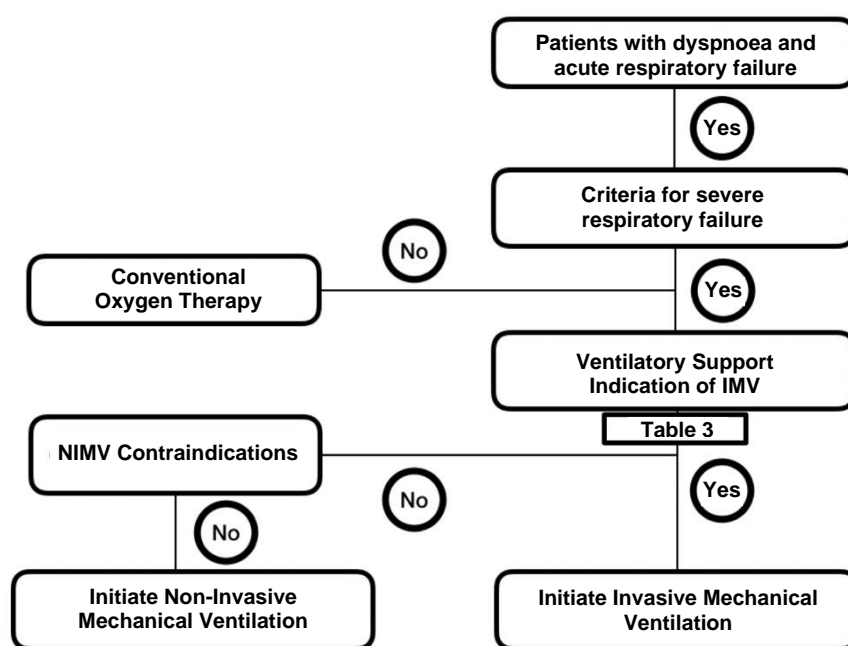 Patients with dyspnoea and
acute respiratory failure
Yes
Criteria for severe
respiratory failure
No
Conventional
Oxygen Therapy
Yes
Ventilatory Support
Indication of IMV
Table 3
NIMV Contraindications
No
Yes
No
Initiate Non-Invasive
Mechanical Ventilation
Initiate Invasive Mechanical
Ventilation